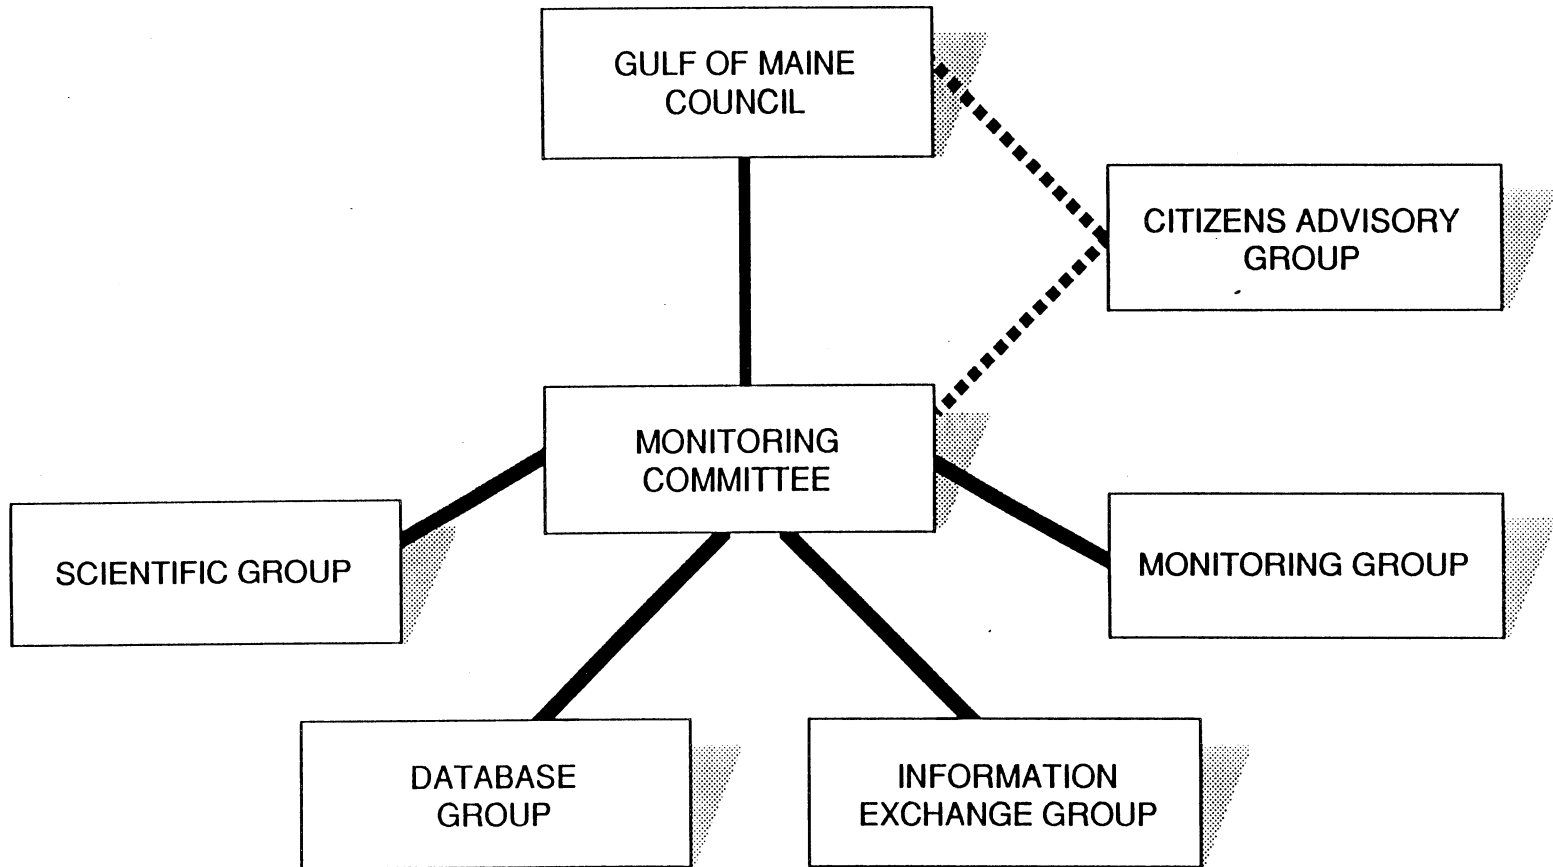 GULF OF MAINE
COUNCIL
CITIZENS ADVISORY
GROUP
MONITORING
COMMITTEE
SCIENTIFIC GROUP
MONITORING GROUP
DATABASE
GROUP
INFORMATION
EXCHANGE GROUP